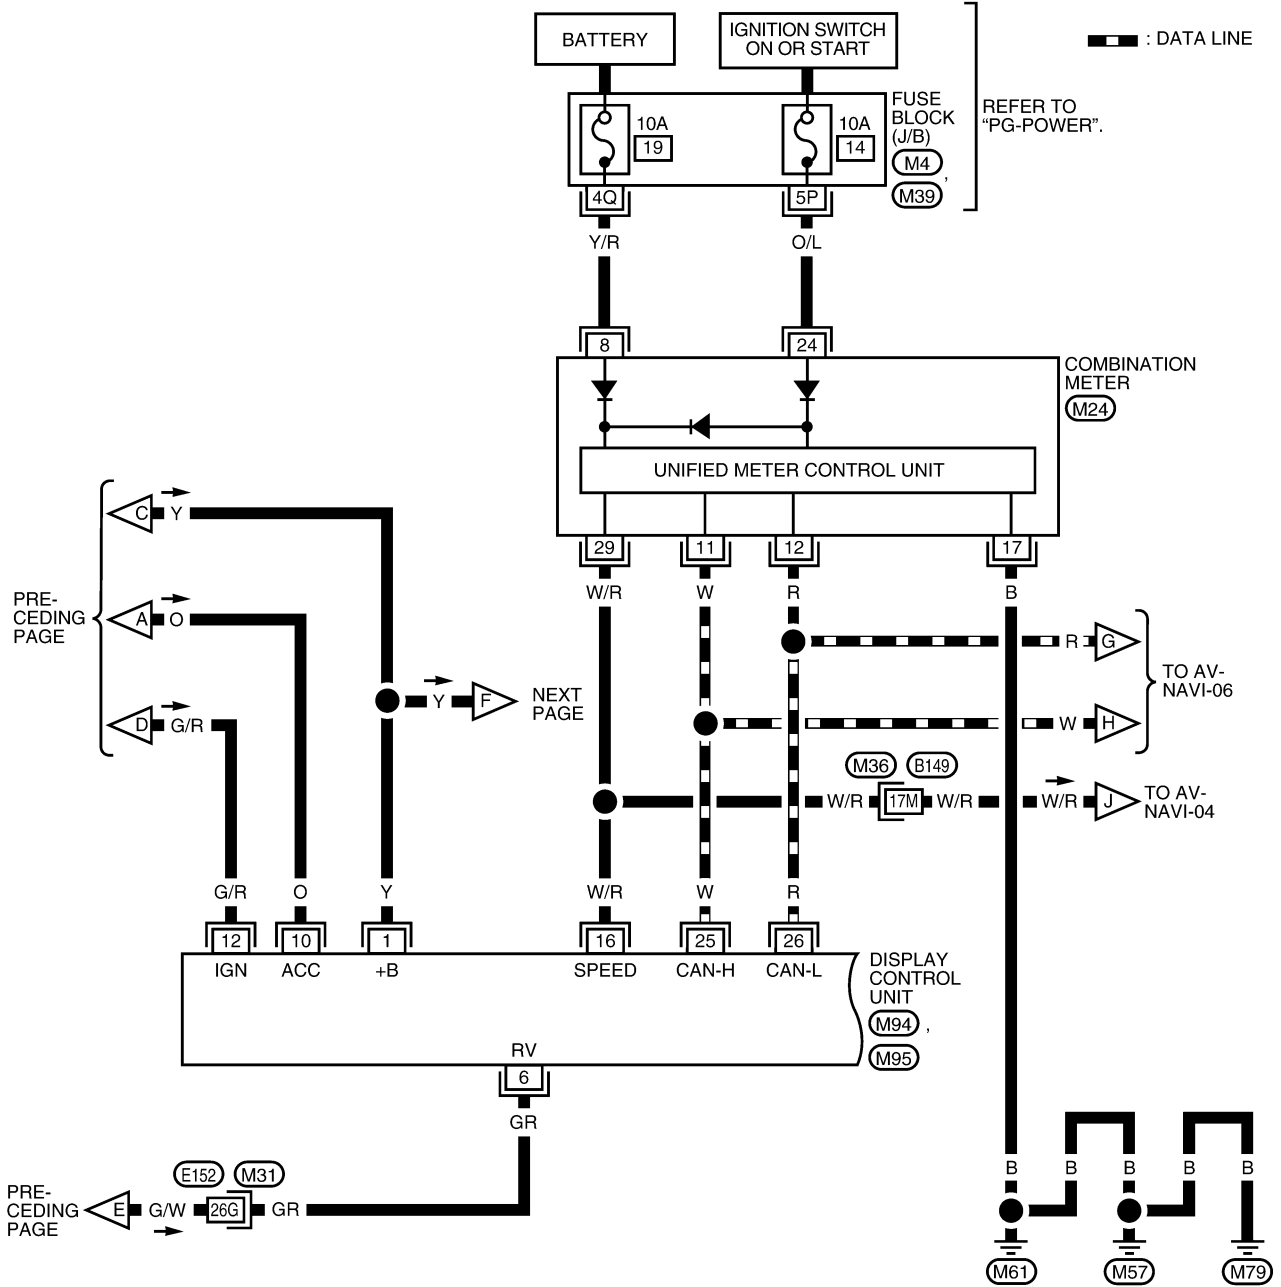 BATTERY
IGNITION SWITCH
ON OR START
: DATA LINE
10A
19
10A
14
FUSE
BLOCK
(J/B)
M4
,
M39
REFER TO
“PG-POWER”.
4Q
5P
Y/R
O/L
8
24
COMBINATION
METER
M24
UNIFIED METER CONTROL UNIT
29
11
12
17
W/R
W
R
B
PRE-
CEDING
PAGE
C
Y
A
O
D
G/R
Y
F
NEXT
PAGE
R
G
W
H
TO AV-
NAVI-06
M36
B149
W/R
17M
W/R
W/R
J
TO AV-
NAVI-04
G/R
O
Y
W/R
W
R
12
10
1
16
25
26
IGN
ACC
+B
SPEED
CAN-H
CAN-L
DISPLAY
CONTROL
UNIT
M94
,
M95
RV
6
GR
PRE-
CEDING
PAGE
E
G/W
E152
M31
26G
GR
B
B
B
B
B
M61
M57
M79